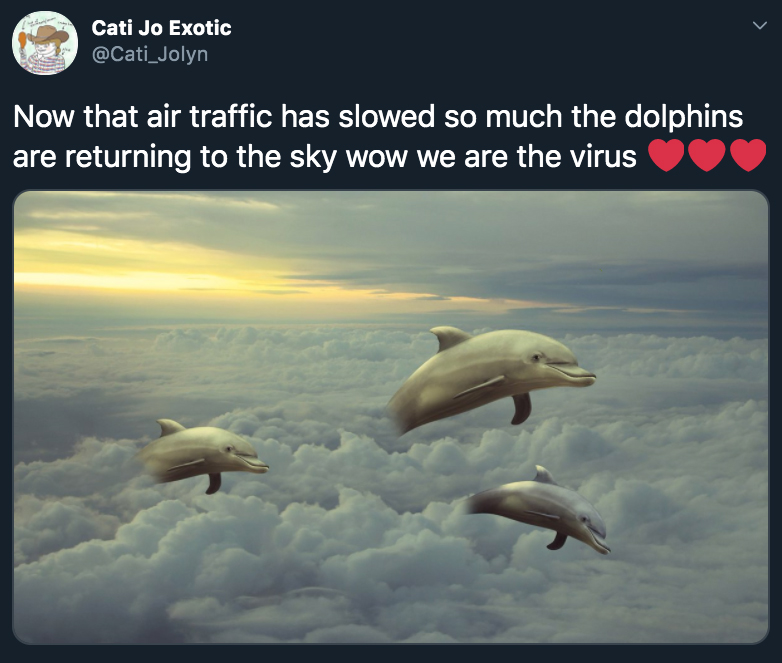 Cati Jo Exotic
@Cati_Jolyn
Now that air traffic has slowed so much the dolphins
are returning to the sky wow we are the virus ❤️❤️❤️